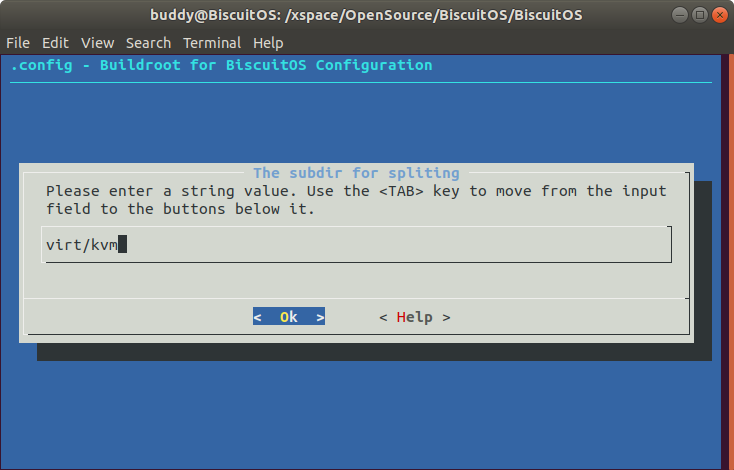 buddy@BiscuitOS: /xspace/OpenSource/BiscuitOS/BiscuitOS
File Edit View Search Terminal Help
.config - Buildroot for BiscuitOS Configuration
The subdir for spliting
Please enter a string value. Use the <TAB> key to move from the input
field to the buttons below it.
virt/kvm
< Ok > < Help >